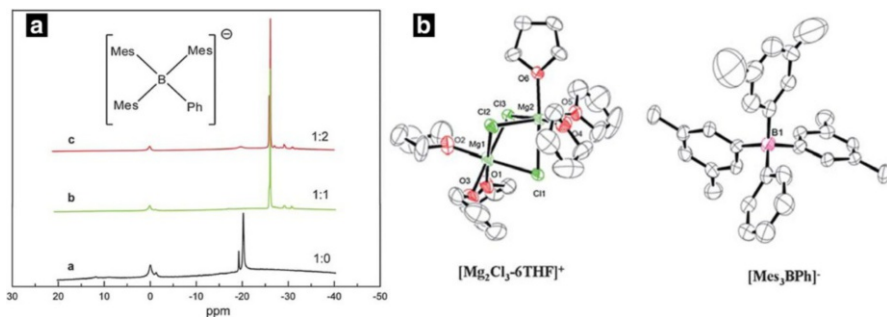 a
Mes
Mes
B
Mes
Ph
⊖
c
1:2
b
1:1
a
1:0
30 20 10 0 -10 -20 -30 -40 -50
ppm
b
O6
Cl3
Cl2
Mg2
O5
O4
Mg1
O2
O3
O1
Cl1
[Mg₂Cl₃-6THF]⁺
B1
[Mes₃BPh]⁻